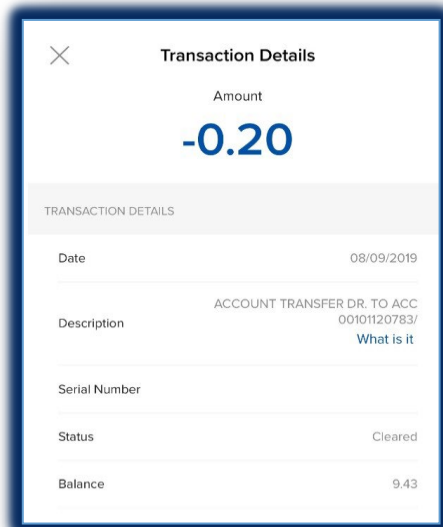 Transaction Details
Amount
-0.20
TRANSACTION DETAILS
Date 08/09/2019
Description ACCOUNT TRANSFER DR. TO ACC
00101120783/
What is it
Serial Number
Status Cleared
Balance 9.43